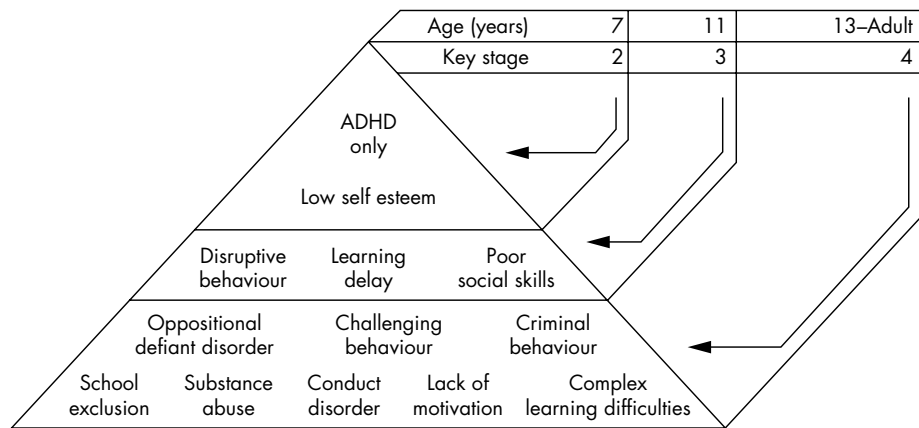 Age (years) 7 11 13–Adult
Key stage 2 3 4
ADHD
only
Low self esteem
Disruptive
behaviour
Learning
delay
Poor
social skills
Oppositional
defiant disorder
Challenging
behaviour
Criminal
behaviour
School
exclusion
Substance
abuse
Conduct
disorder
Lack of
motivation
Complex
learning difficulties